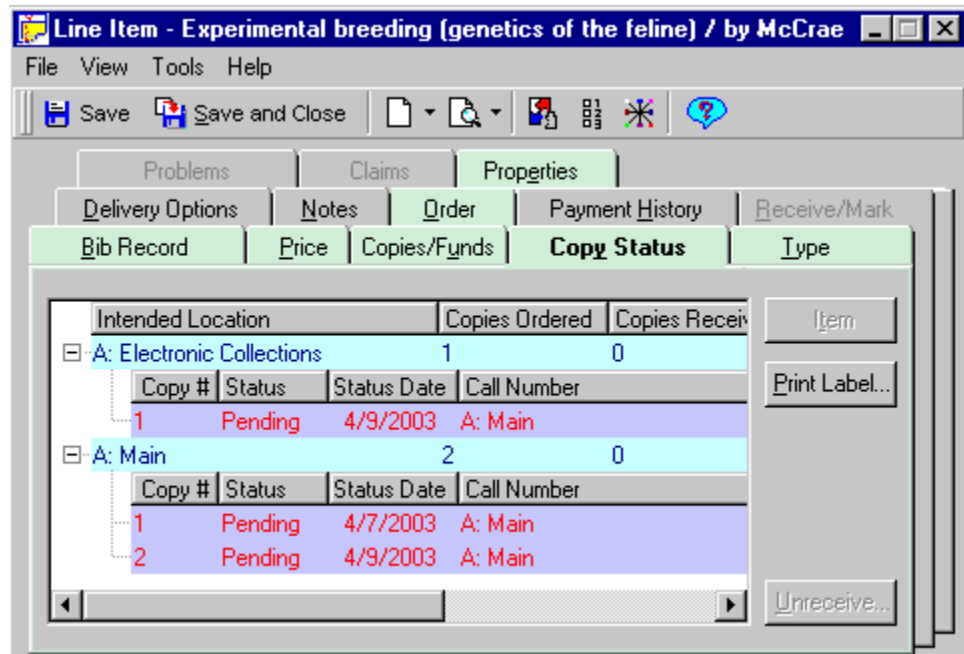 Line Item - Experimental breeding (genetics of the feline) / by McCrae
File View Tools Help
Save Save and Close
Problems Claims Properties
Delivery Options Notes Order Payment History Receive/Mark
Bib Record Price Copies/Funds Copy Status Type
Intended Location Copies Ordered Copies Receiv Item
A: Electronic Collections 1 0
Copy # Status Status Date Call Number Print Label...
1 Pending 4/9/2003 A: Main
A: Main 2 0
Copy # Status Status Date Call Number
1 Pending 4/7/2003 A: Main
2 Pending 4/9/2003 A: Main
Unreceive...